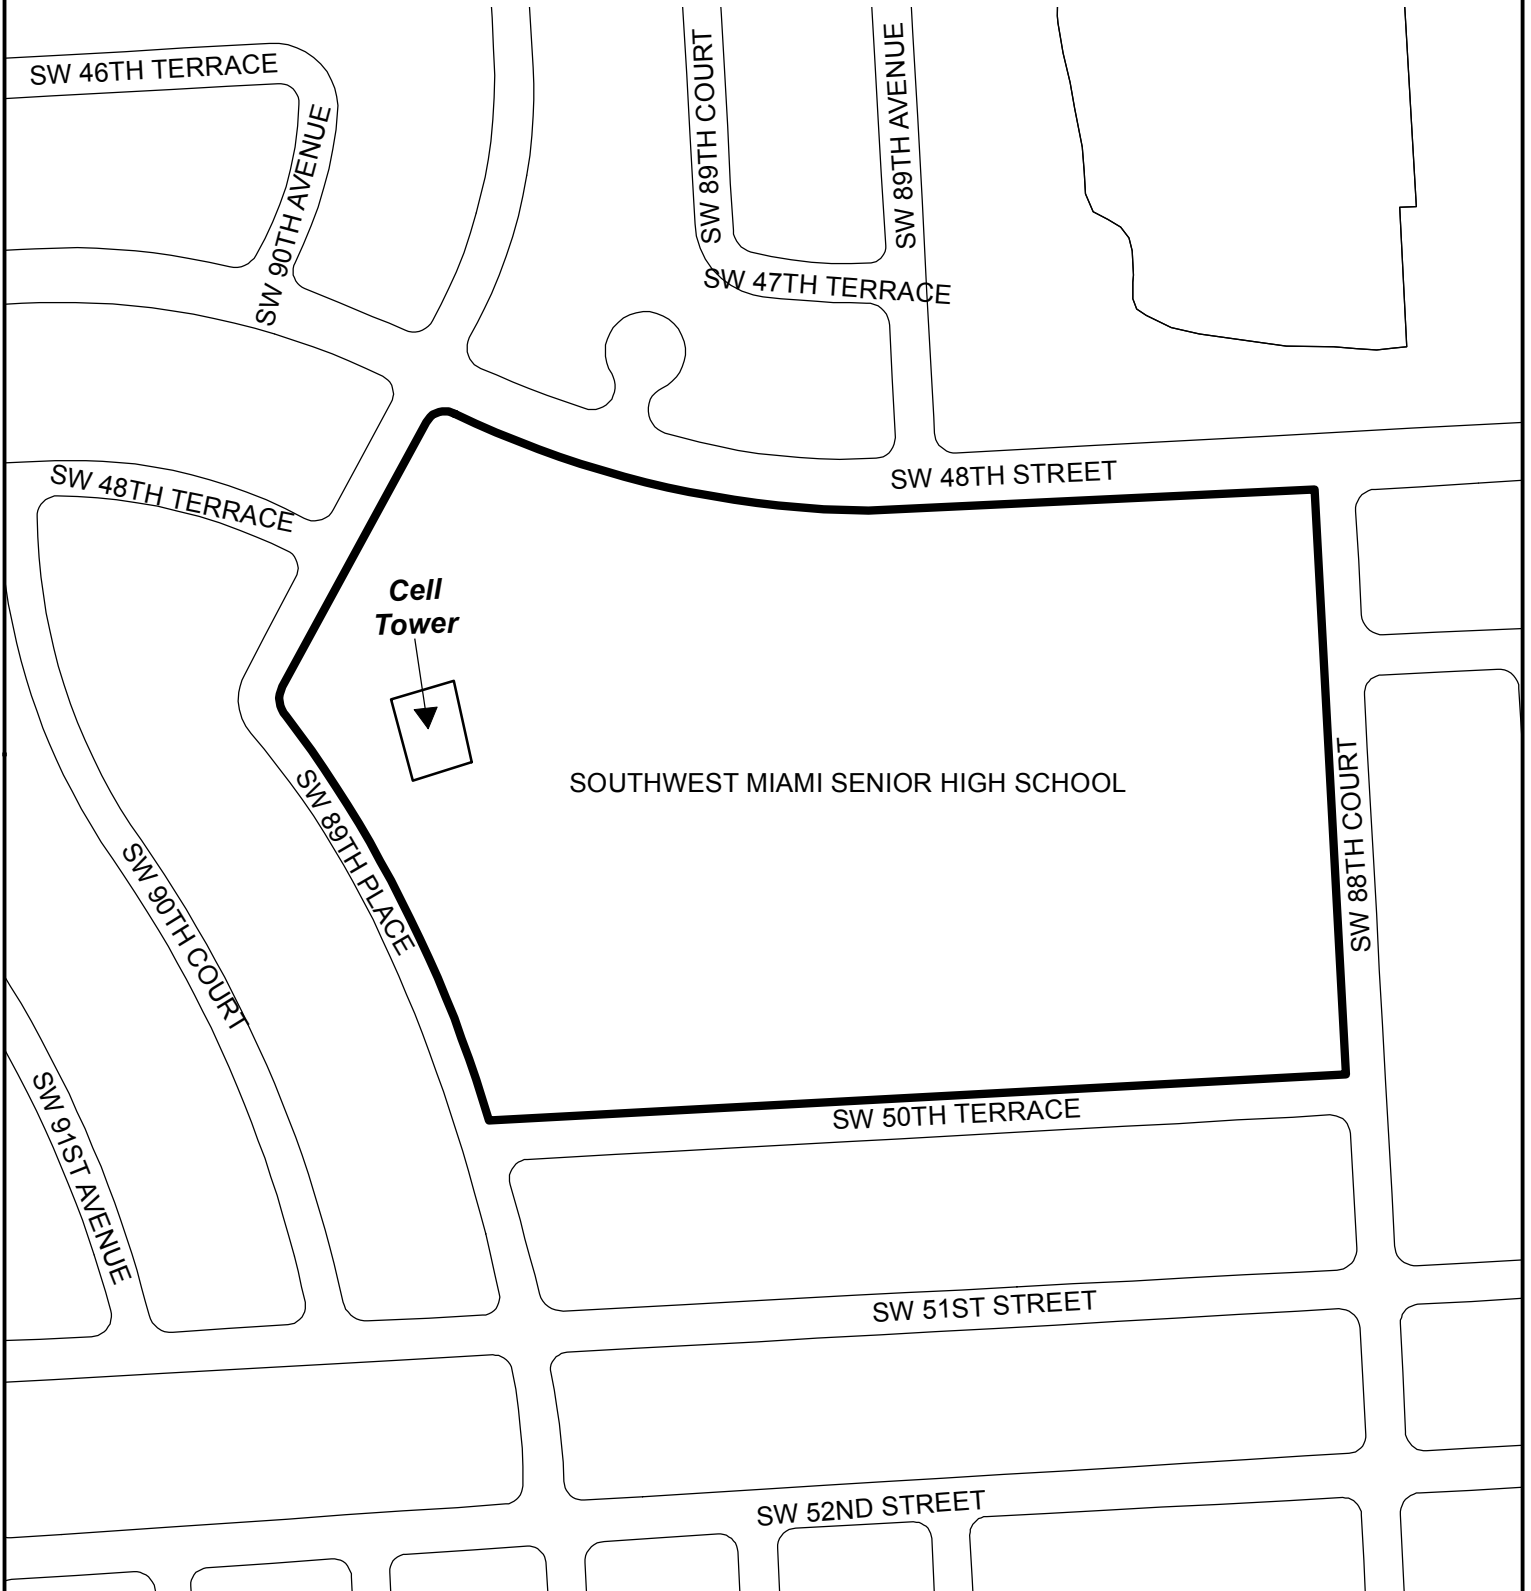 SW 46TH TERRACE
SW 90TH AVENUE
SW 89TH COURT
SW 89TH AVENUE
SW 47TH TERRACE
SW 48TH STREET
SW 48TH TERRACE
Cell
Tower
SOUTHWEST MIAMI SENIOR HIGH SCHOOL
SW 89TH PLACE
SW 88TH COURT
SW 90TH COURT
SW 91ST AVENUE
SW 50TH TERRACE
SW 51ST STREET
SW 52ND STREET